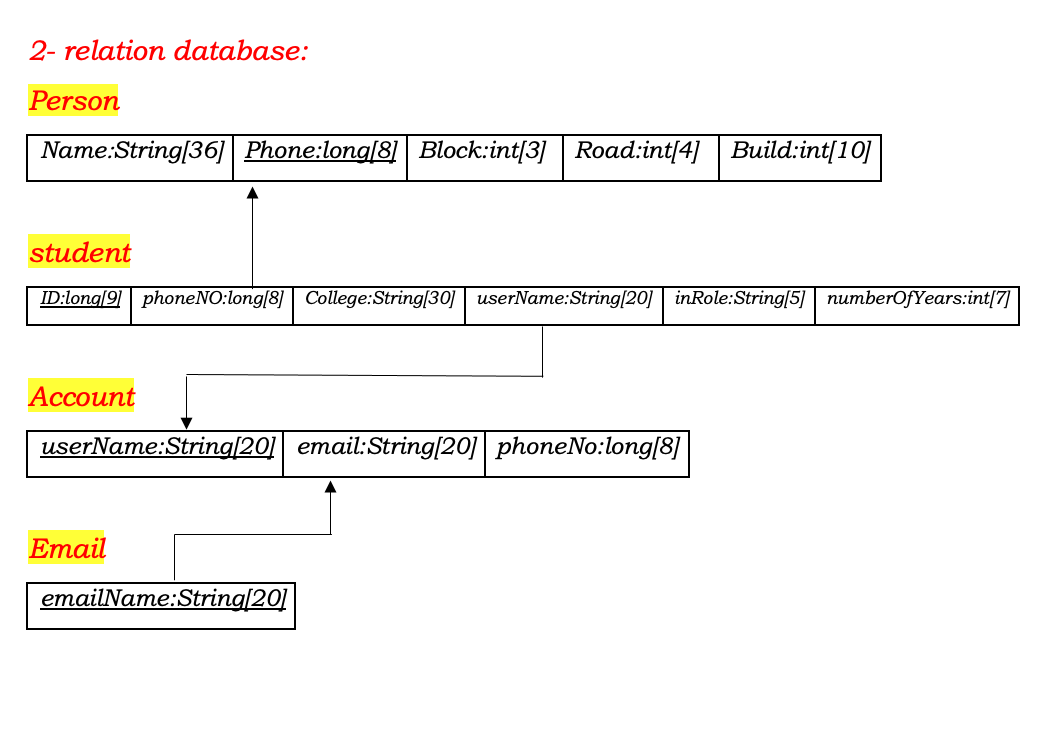 2- relation database:
Person
Name:String[36] Phone:long[8] Block:int[3] Road:int[4] Build:int[10]
student
ID:long[9] phoneNO:long[8] College:String[30] userName:String[20] inRole:String[5] numberOfYears:int[7]
Account
userName:String[20] email:String[20] phoneNo:long[8]
Email
emailName:String[20]